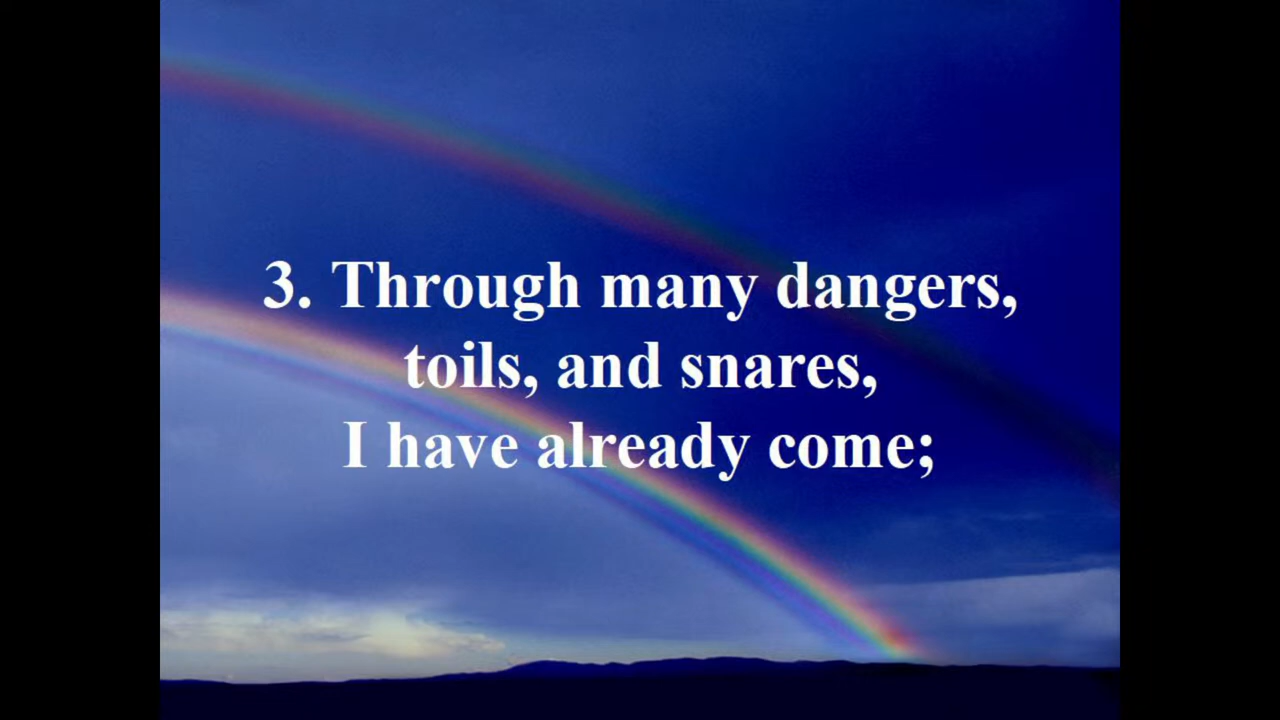 3. Through many dangers,
toils, and snares,
I have already come;